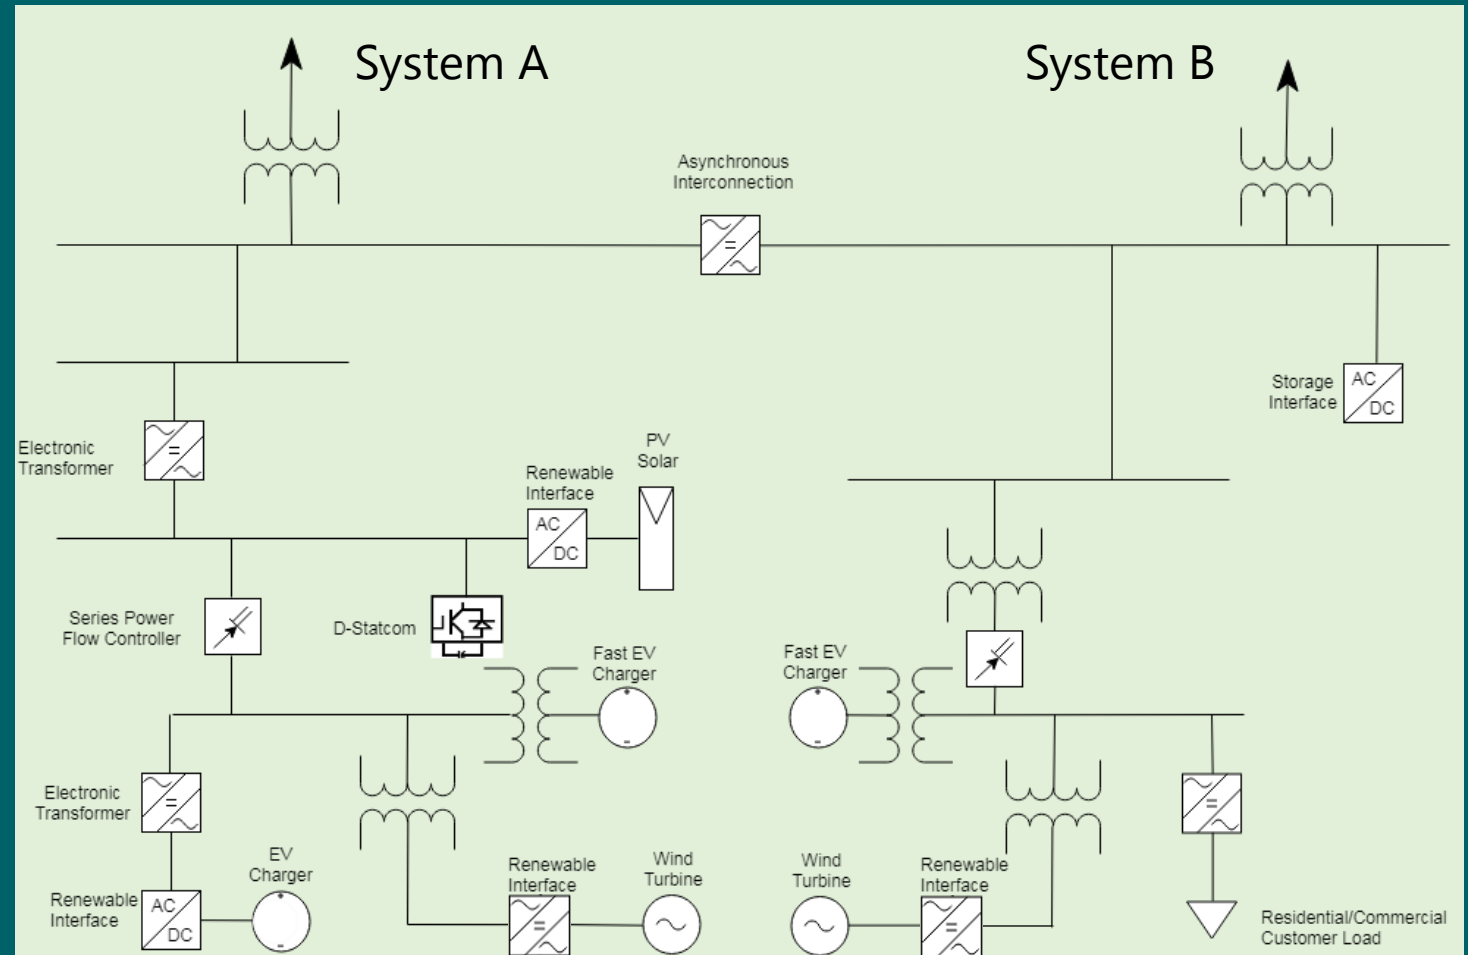 System A
System B
Asynchronous
Interconnection
=
Storage
Interface
AC
DC
Electronic
Transformer
=
PV
Solar
Renewable
Interface
AC
DC
Series Power
Flow Controller
D-Statcom
Fast EV
Charger
Fast EV
Charger
Electronic
Transformer
=
=
EV
Charger
Renewable
Interface
AC
DC
Renewable
Interface
=
Wind
Turbine
Wind
Turbine
Renewable
Interface
=
Residential/Commercial
Customer Load